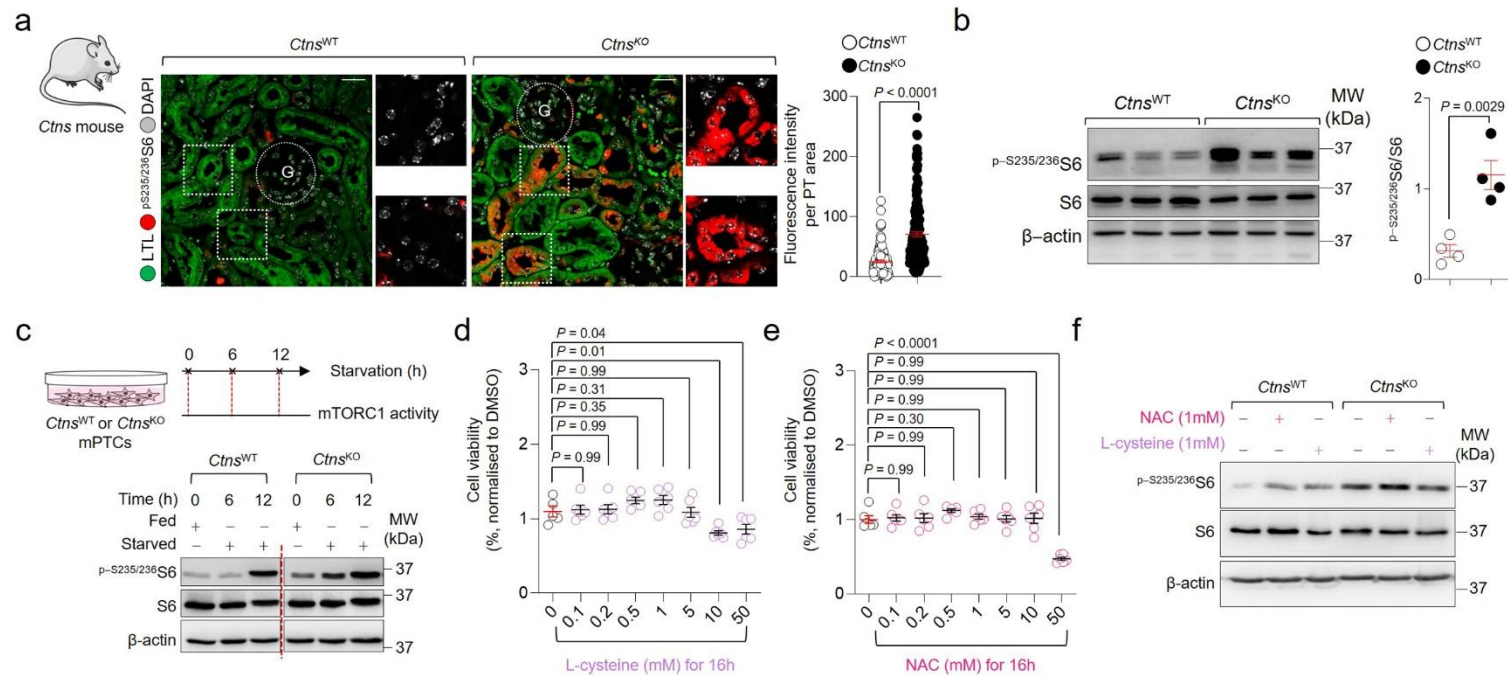 a
Ctns mouse
LTL pS235/236S6 DAPI
CtnsWT
CtnsKO
G
G
CtnsWT
CtnsKO
P < 0.0001
Fluorescence intensity
per PT area
300
200
100
0
b
CtnsWT
CtnsKO
MW
(kDa)
p–S235/236S6
37
S6
37
β–actin
37
CtnsWT
CtnsKO
P = 0.0029
p–S235/236S6/S6
2
1
0
c
0 6 12
Starvation (h)
mTORC1 activity
CtnsWT or CtnsKO
mPTCs
CtnsWT CtnsKO
Time (h) 0 6 12 0 6 12
Fed + – – + – –
Starved – + + – + +
MW
(kDa)
p–S235/236S6
37
S6
37
β-actin
37
d
P = 0.04
P = 0.01
P = 0.99
P = 0.31
P = 0.35
P = 0.99
P = 0.99
Cell viability
(%, normalised to DMSO)
3
2
1
0
0 0.1 0.2 0.5 1 5 10 50
L-cysteine (mM) for 16h
e
P < 0.0001
P = 0.99
P = 0.99
P = 0.99
P = 0.30
P = 0.99
P = 0.99
Cell viability
(%, normalised to DMSO)
3
2
1
0
0 0.1 0.2 0.5 1 5 10 50
NAC (mM) for 16h
f
CtnsWT CtnsKO
NAC (1mM) – + – – + –
L-cysteine (1mM) – – + – – +
MW
(kDa)
p–S235/236S6
37
S6
37
β-actin
37